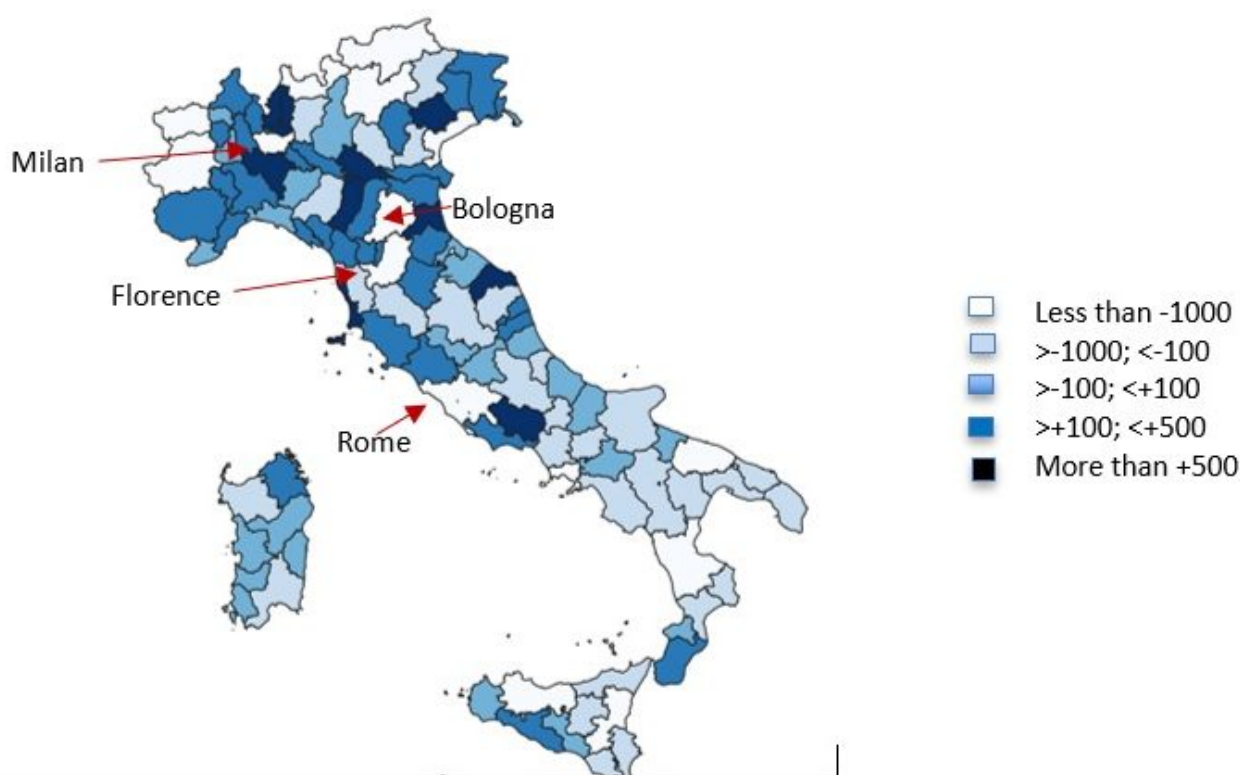 Milan
Bologna
Florence
Rome
Less than -1000
>-1000; <-100
>-100; <+100
>+100; <+500
More than +500